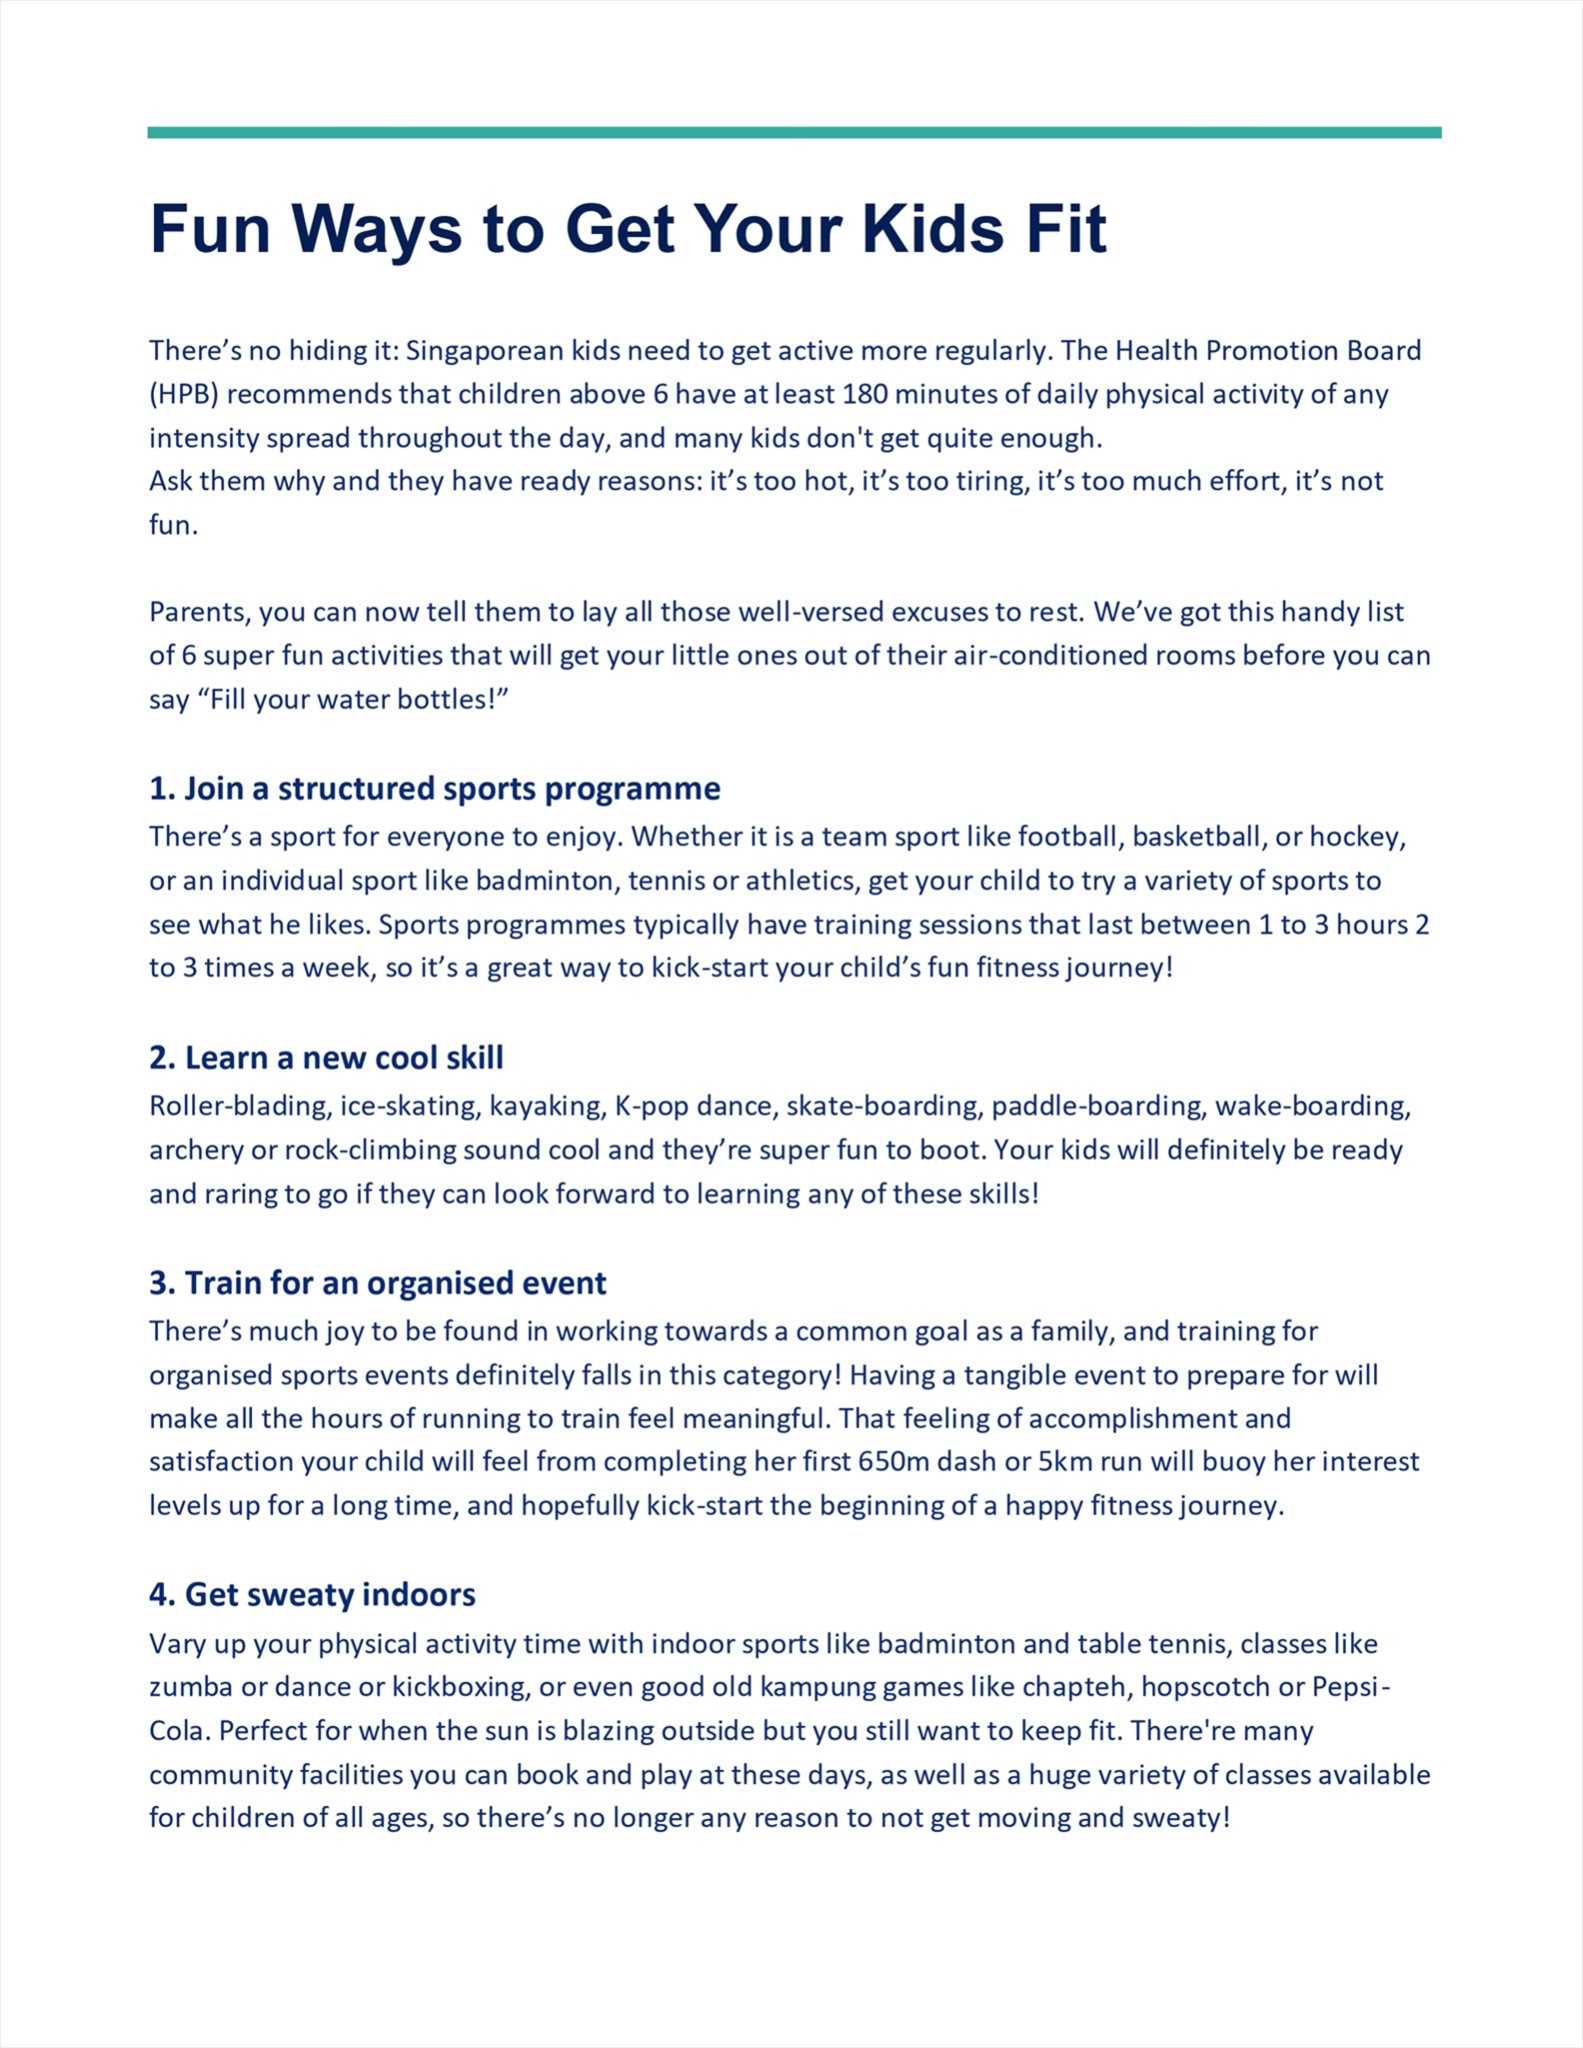 Fun Ways to Get Your Kids Fit
There’s no hiding it: Singaporean kids need to get active more regularly. The Health Promotion Board
(HPB) recommends that children above 6 have at least 180 minutes of daily physical activity of any
intensity spread throughout the day, and many kids don't get quite enough.
Ask them why and they have ready reasons: it’s too hot, it’s too tiring, it’s too much effort, it’s not
fun.
Parents, you can now tell them to lay all those well-versed excuses to rest. We’ve got this handy list
of 6 super fun activities that will get your little ones out of their air-conditioned rooms before you can
say “Fill your water bottles!”
1. Join a structured sports programme
There’s a sport for everyone to enjoy. Whether it is a team sport like football, basketball, or hockey,
or an individual sport like badminton, tennis or athletics, get your child to try a variety of sports to
see what he likes. Sports programmes typically have training sessions that last between 1 to 3 hours 2
to 3 times a week, so it’s a great way to kick-start your child’s fun fitness journey!
2. Learn a new cool skill
Roller-blading, ice-skating, kayaking, K-pop dance, skate-boarding, paddle-boarding, wake-boarding,
archery or rock-climbing sound cool and they’re super fun to boot. Your kids will definitely be ready
and raring to go if they can look forward to learning any of these skills!
3. Train for an organised event
There’s much joy to be found in working towards a common goal as a family, and training for
organised sports events definitely falls in this category! Having a tangible event to prepare for will
make all the hours of running to train feel meaningful. That feeling of accomplishment and
satisfaction your child will feel from completing her first 650m dash or 5km run will buoy her interest
levels up for a long time, and hopefully kick-start the beginning of a happy fitness journey.
4. Get sweaty indoors
Vary up your physical activity time with indoor sports like badminton and table tennis, classes like
zumba or dance or kickboxing, or even good old kampung games like chapteh, hopscotch or Pepsi-
Cola. Perfect for when the sun is blazing outside but you still want to keep fit. There're many
community facilities you can book and play at these days, as well as a huge variety of classes available
for children of all ages, so there’s no longer any reason to not get moving and sweaty!